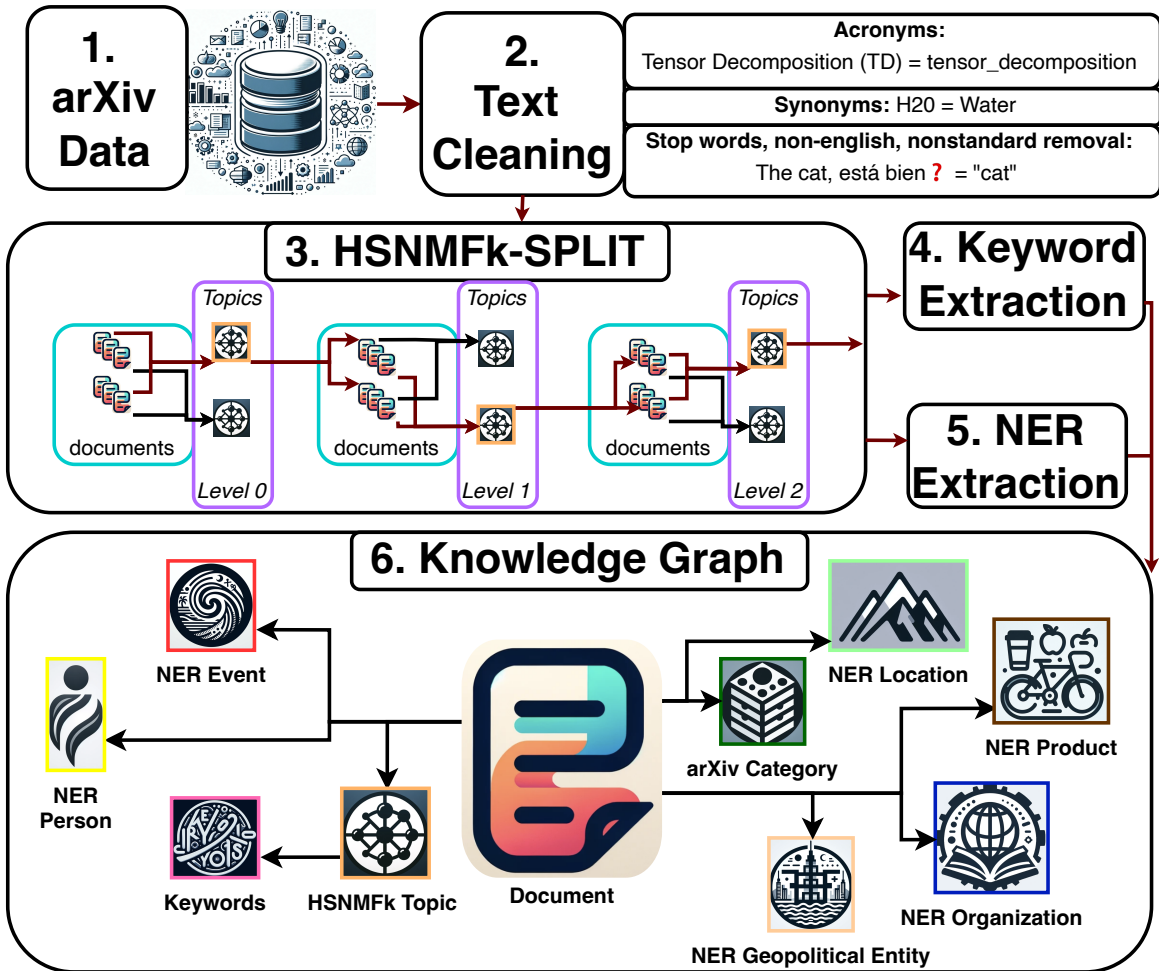 1.
arXiv
Data
2.
Text
Cleaning
Acronyms:
Tensor Decomposition (TD) = tensor_decomposition
Synonyms: H20 = Water
Stop words, non-english, nonstandard removal:
The cat, está bien ? = "cat"
3. HSNMFk-SPLIT
Topics
documents
Level 0
Topics
documents
Level 1
Topics
documents
Level 2
4. Keyword
Extraction
5. NER
Extraction
6. Knowledge Graph
NER Event
NER Location
NER
Person
arXiv Category
NER Product
Keywords
HSNMFk Topic
Document
NER Organization
NER Geopolitical Entity